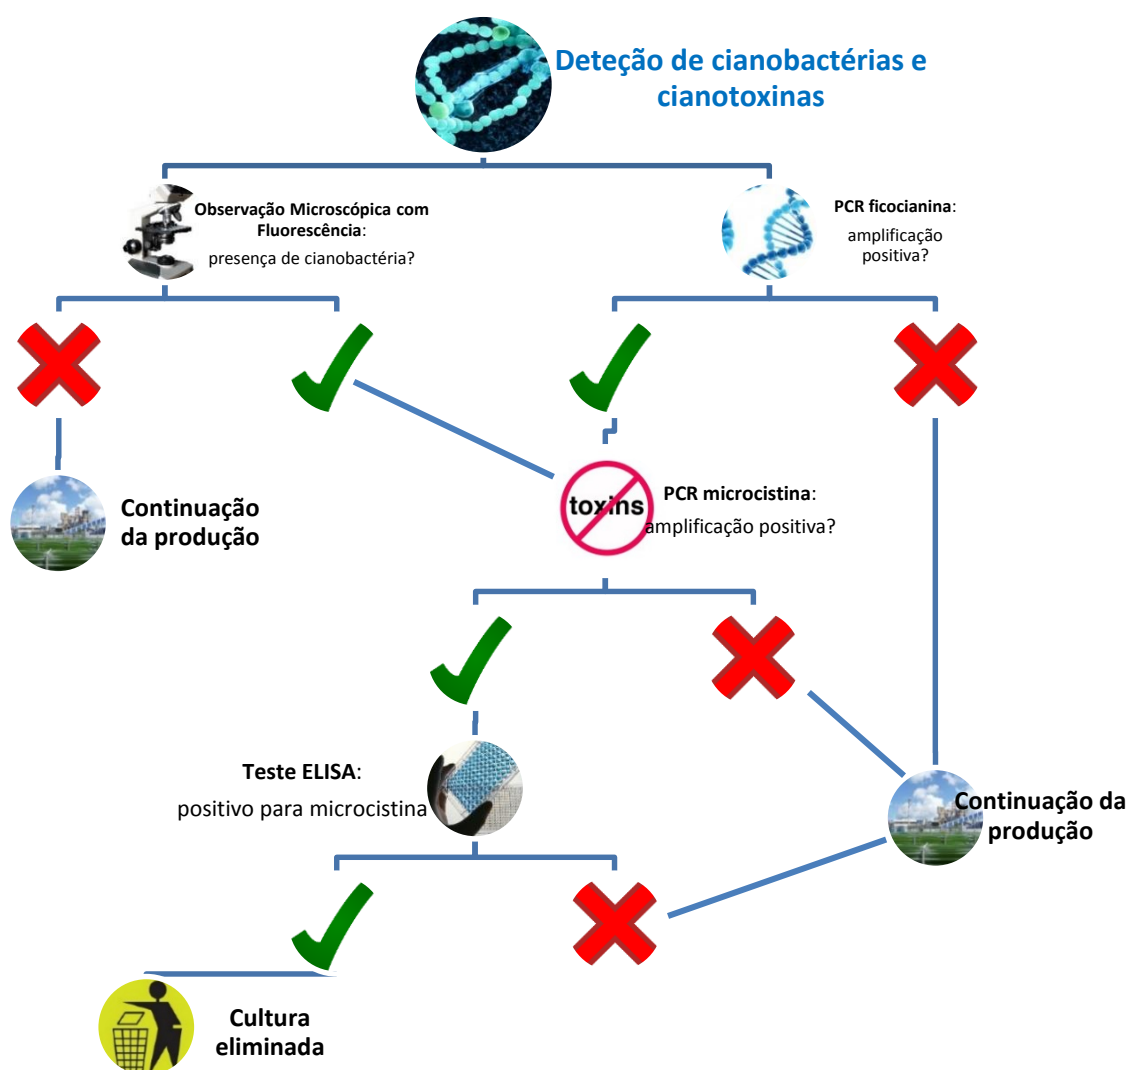 Deteção de cianobactérias e
cianotoxinas
Observação Microscópica com
Fluorescência:
presença de cianobactéria?
PCR ficocianina:
amplificação
positiva?
Continuação
da produção
toxins
PCR microcistina:
amplificação positiva?
Teste ELISA:
positivo para microcistina
Continuação da
produção
Cultura
eliminada